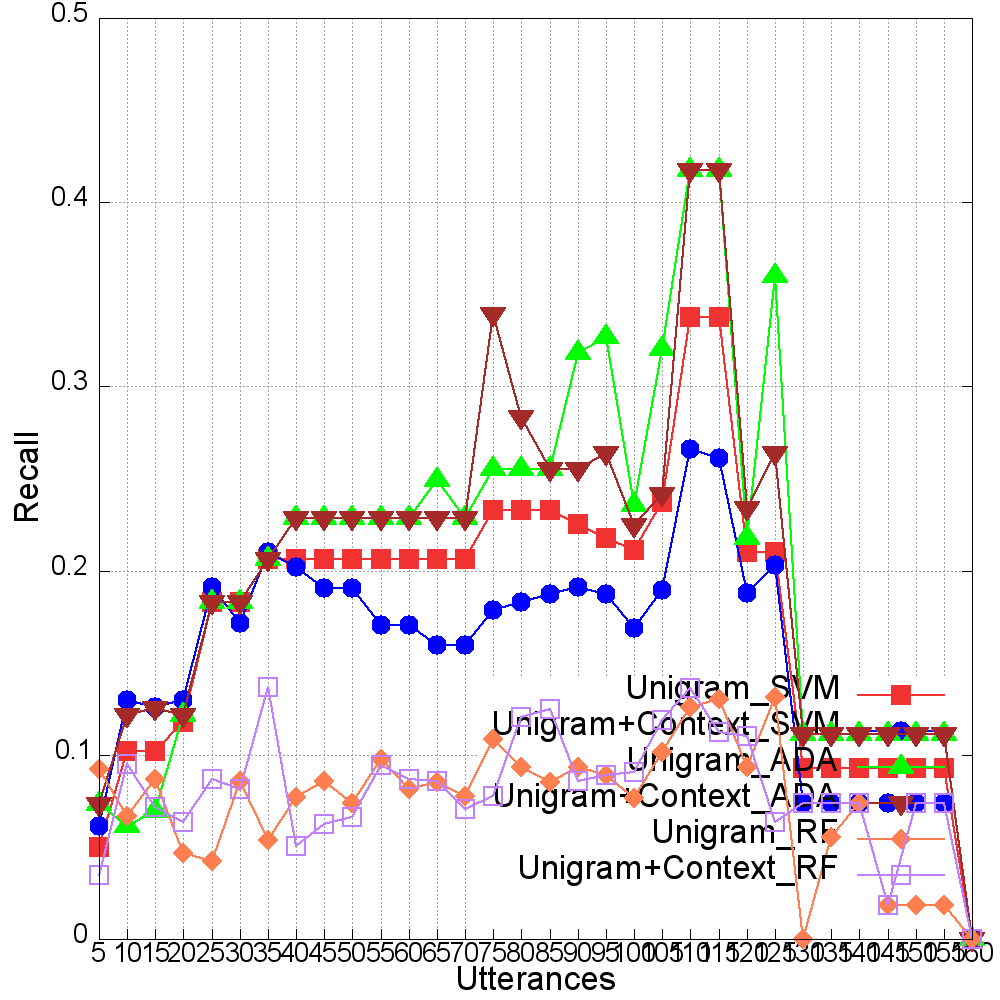 0.5
0.4
0.3
0.2
0.1
0
Recall
Unigram_SVM
Unigram+Context_SVM
Unigram_ADA
Unigram+Context_ADA
Unigram_RF
Unigram+Context_RF
5 10 15 20 25 30 35 40 45 50 55 60 65 70 75 80 85 90 95 100 105 110 115 120 125 130 135 140 145 150 155 160
Utterances